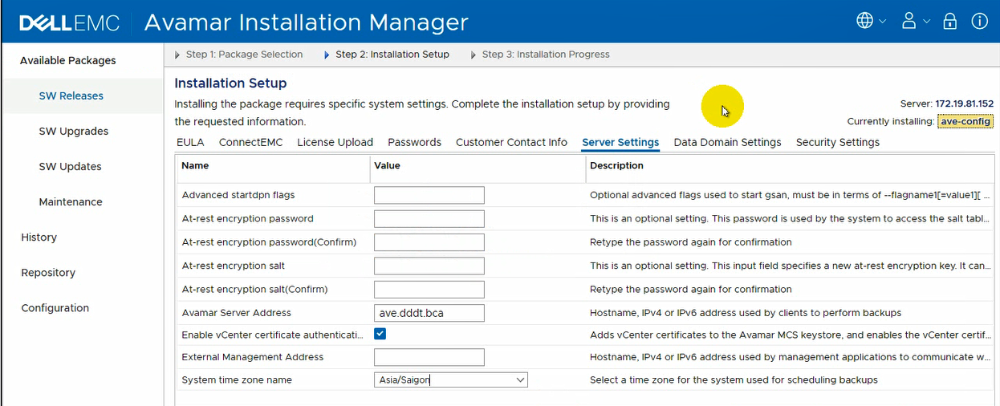 DELLEMC Avamar Installation Manager
Available Packages
Step 1: Package Selection Step 2: Installation Setup Step 3: Installation Progress
Installation Setup
SW Releases
Installing the package requires specific system settings. Complete the installation setup by providing
the requested information.
Server: 172.19.81.152
Currently installing: ave-config
SW Upgrades
SW Updates
Maintenance
History
Repository
Configuration
EULA ConnectEMC License Upload Passwords Customer Contact Info Server Settings Data Domain Settings Security Settings
Name Value Description
Advanced startdpn flags Optional advanced flags used to start gsan, must be in terms of --flagname1[=value1][ ...
At-rest encryption password This is an optional setting. This password is used by the system to access the salt tabl...
At-rest encryption password(Confirm) Retype the password again for confirmation
At-rest encryption salt This is an optional setting. This input field specifies a new at-rest encryption key. It can...
At-rest encryption salt(Confirm) Retype the password again for confirmation
Avamar Server Address ave.dddt.bca Hostname, IPv4 or IPv6 address used by clients to perform backups
Enable vCenter certificate authenticati... Adds vCenter certificates to the Avamar MCS keystore, and enables the vCenter certif...
External Management Address Hostname, IPv4 or IPv6 address used by management applications to communicate w...
System time zone name Asia/Saigon Select a time zone for the system used for scheduling backups